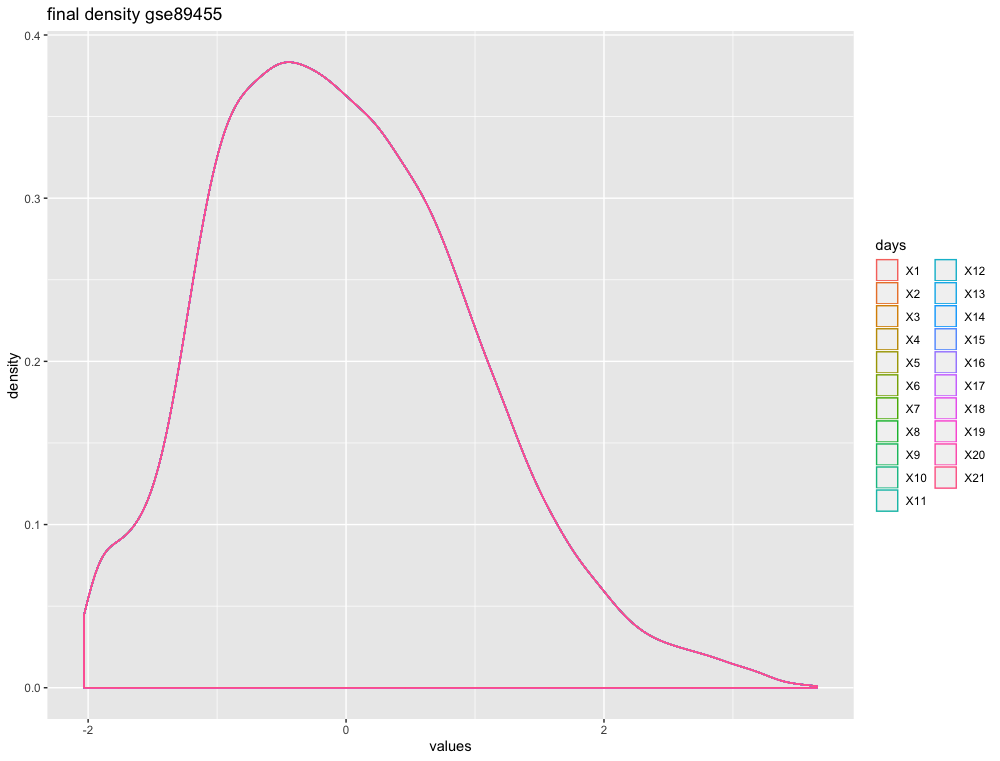 final density gse89455
0.4
0.3
0.2
0.1
0.0
density
-2
0
2
values
days
X1
X2
X3
X4
X5
X6
X7
X8
X9
X10
X11
X12
X13
X14
X15
X16
X17
X18
X19
X20
X21